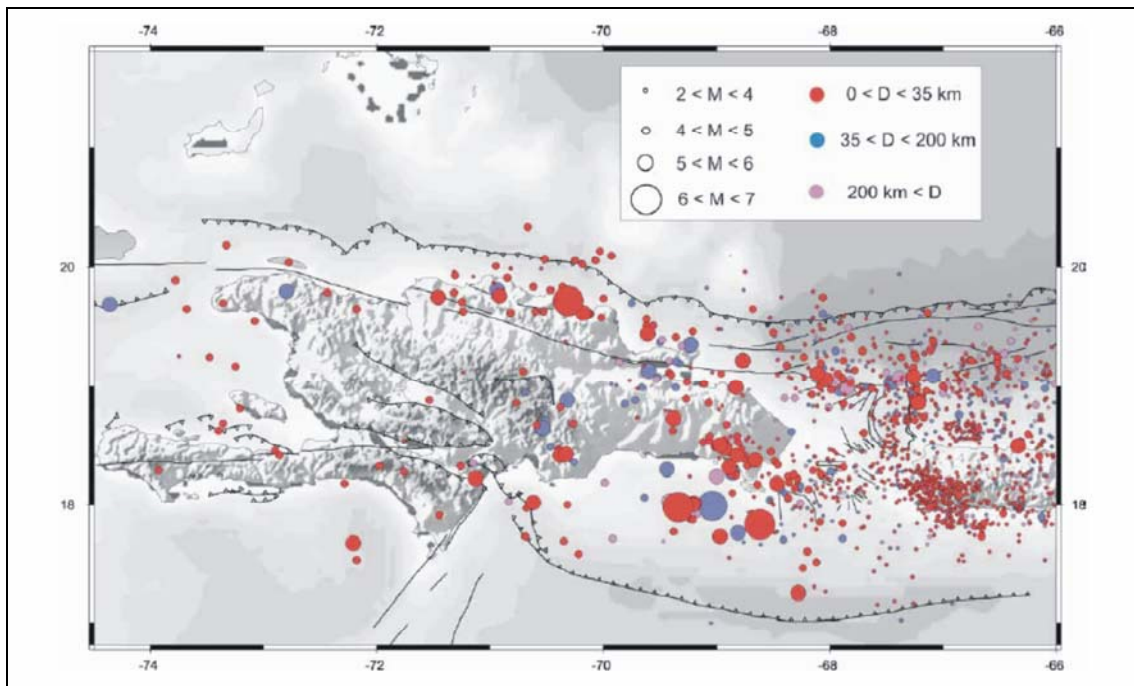 -74 -72 -70 -68 -66
2 < M < 4
4 < M < 5
5 < M < 6
6 < M < 7
0 < D < 35 km
35 < D < 200 km
200 km < D
20 20
18 18
-74 -72 -70 -68 -66